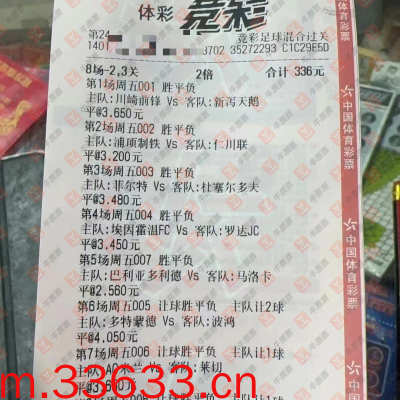 体彩 竞彩
第24
竞彩足球混合过关
1401
J702 35272293 C1C29E5D
8场-2,3关 2倍 合计 336元
第1场周五001 胜平负
主队:川崎前锋 Vs 客队:新泻天鹅
平@3.650元
第2场周五002 胜平负
主队:浦项制铁 Vs 客队:仁川联
平@3.200元
第3场周五003 胜平负
主队:菲尔特 Vs 客队:杜塞尔多夫
平@3.480元
第4场周五004 胜平负
主队:埃因霍温FC Vs 客队:罗达JC
平@3.450元
第5场周五007 胜平负
主队:巴利亚多利德 Vs 客队:马洛卡
平@2.560元
第6场周五005 让球胜平负 主队让2球
主队:多特蒙德 Vs 客队:波鸿
平@4.050元
第7场周五006 让球胜平负 主队让1球
客队:莱切
中国体育彩票
中国体育彩票
中国体育彩票
m.33633.cn